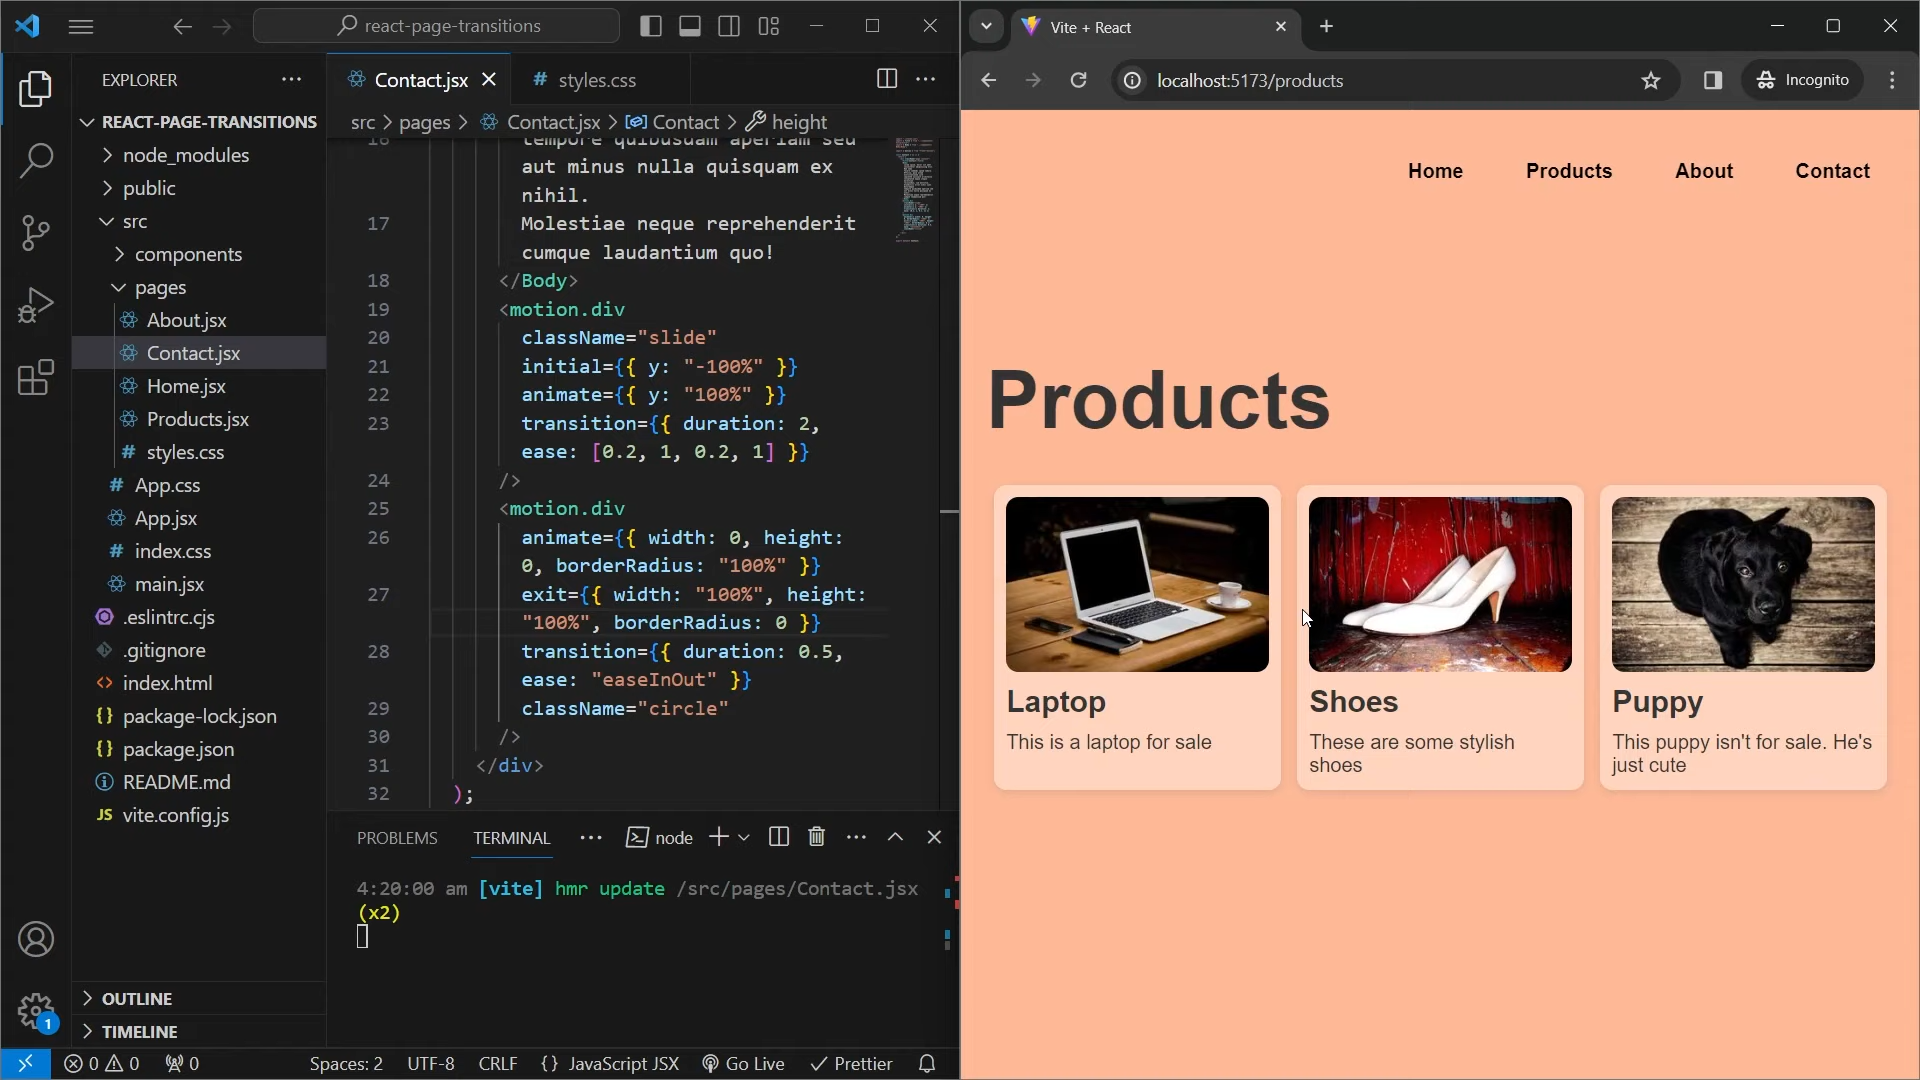 react-page-transitions
EXPLORER
REACT-PAGE-TRANSITIONS
node_modules
public
src
components
pages
About.jsx
Contact.jsx
Home.jsx
Products.jsx
# styles.css
# App.css
App.jsx
# index.css
main.jsx
.eslintrc.cjs
.gitignore
<> index.html
{} package-lock.json
{} package.json
README.md
JS vite.config.js
OUTLINE
TIMELINE
1
Contact.jsx
# styles.css
src > pages > Contact.jsx > Contact > height
16 tempore quibusdam aperiam sed
aut minus nulla quisquam ex
nihil.
17 Molestiae neque reprehenderit
cumque laudantium quo!
18 </Body>
19 <motion.div
20 className="slide"
21 initial={{ y: "-100%" }}
22 animate={{ y: "100%" }}
23 transition={{ duration: 2,
ease: [0.2, 1, 0.2, 1] }}
24 />
25 <motion.div
26 animate={{ width: 0, height:
0, borderRadius: "100%" }}
27 exit={{ width: "100%", height:
"100%", borderRadius: 0 }}
28 transition={{ duration: 0.5,
ease: "easeInOut" }}
29 className="circle"
30 />
31 </div>
32 );
PROBLEMS TERMINAL node
4:20:00 am [vite] hmr update /src/pages/Contact.jsx
(x2)
0 0 0 Spaces: 2 UTF-8 CRLF {} JavaScript JSX Go Live Prettier
Vite + React
localhost:5173/products
Incognito
Home Products About Contact
Products
Laptop
This is a laptop for sale
Shoes
These are some stylish
shoes
Puppy
This puppy isn't for sale. He's
just cute